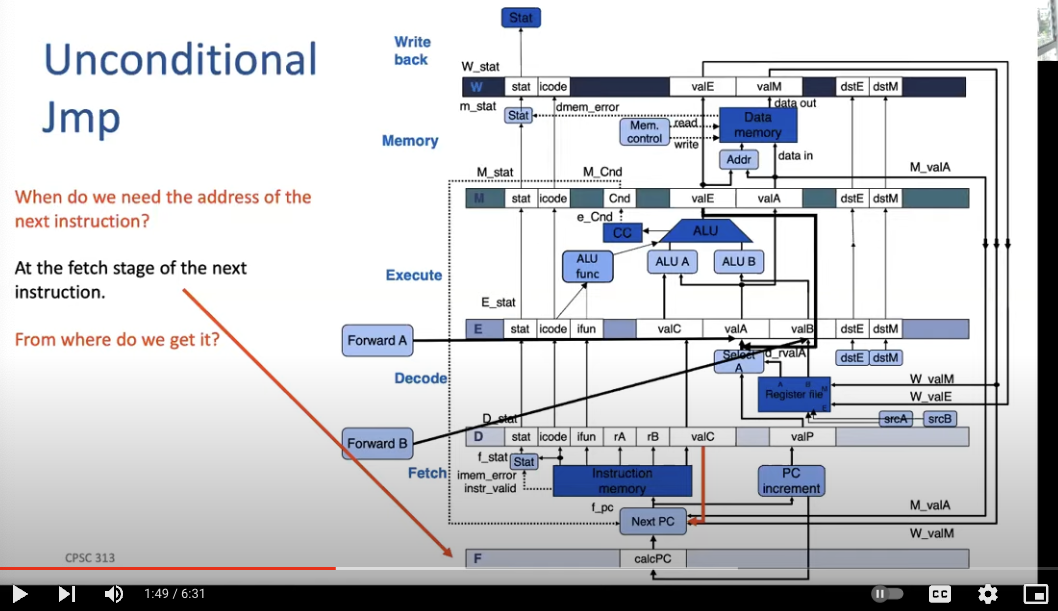 Unconditional
Jmp
When do we need the address of the
next instruction?
At the fetch stage of the next
instruction.
From where do we get it?
CPSC 313
Write
back
Memory
Execute
Decode
Fetch
Stat
W_stat
W stat icode valE valM dstE dstM
m_stat
Stat
dmem_error
data out
Mem.
control
read
write
Data
memory
Addr
data in
M_stat
M_Cnd
M_valA
M stat icode Cnd valE valA dstE dstM
e_Cnd
CC
ALU
ALU
func
ALU A
ALU B
E_stat
E stat icode ifun valC valA valB dstE dstM
Forward A
Select
A
d_rvalA
dstE dstM
A B M
Register file
E
W_valM
W_valE
srcA srcB
D_stat
D stat icode ifun rA rB valC valP
Forward B
f_stat
Stat
imem_error
instr_valid
Instruction
memory
PC
increment
f_pc
Next PC
M_valA
W_valM
F calcPC
1:49 / 6:31
CC